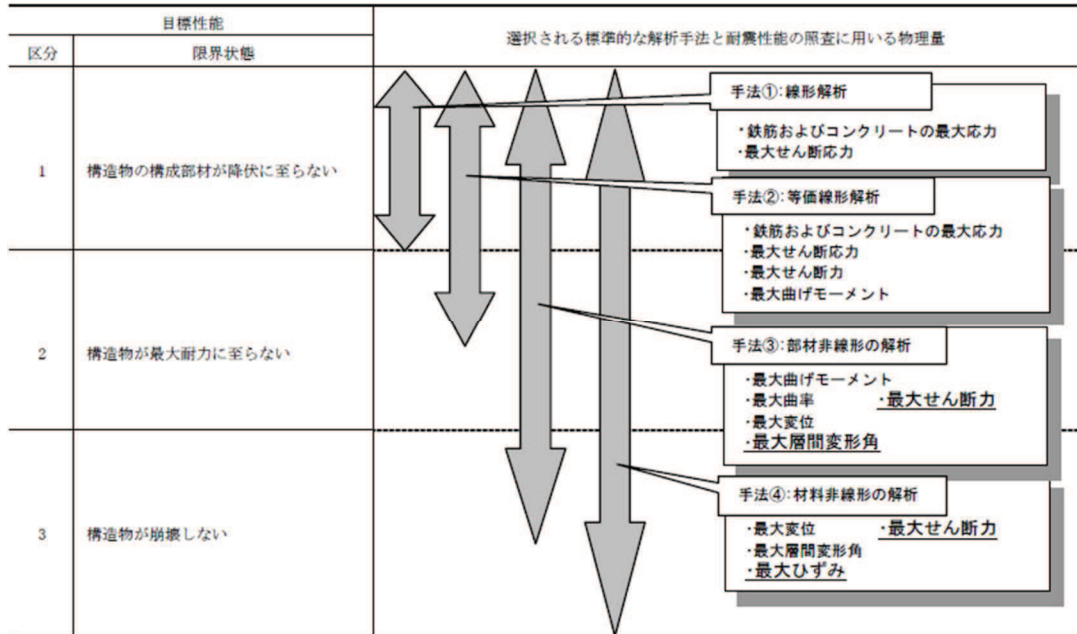 目標性能
選択される標準的な解析手法と耐震性能の照査に用いる物理量
区分
限界状態
1
構造物の構成部材が降伏に至らない
2
構造物が最大耐力に至らない
3
構造物が崩壊しない
手法①:線形解析
・鉄筋およびコンクリートの最大応力
・最大せん断応力
手法②:等価線形解析
・鉄筋およびコンクリートの最大応力
・最大せん断応力
・最大せん断力
・最大曲げモーメント
手法③:部材非線形の解析
・最大曲げモーメント
・最大曲率 ・最大せん断力
・最大変位
・最大層間変形角
手法④:材料非線形の解析
・最大変位 ・最大せん断力
・最大層間変形角
・最大ひずみ